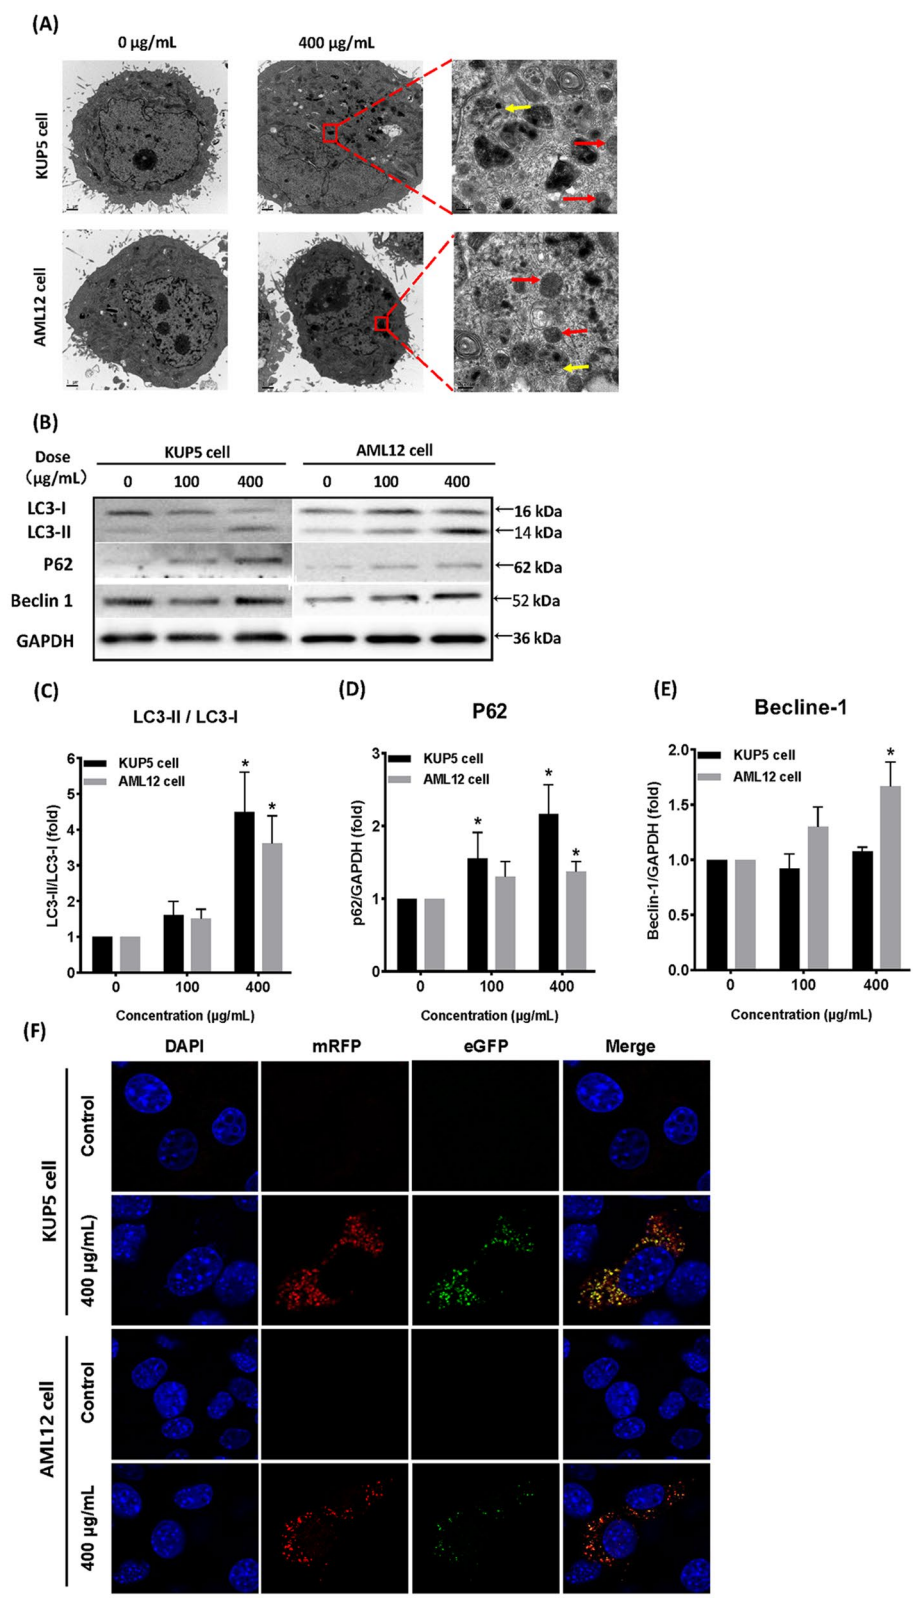 (A)
0 µg/mL
400 µg/mL
KUP5 cell
AML12 cell
(B)
Dose
(µg/mL)
KUP5 cell
AML12 cell
0
100
400
0
100
400
LC3-I
16 kDa
LC3-II
14 kDa
P62
62 kDa
Beclin 1
52 kDa
GAPDH
36 kDa
(C)
LC3-II / LC3-I
KUP5 cell
AML12 cell
LC3-II/LC3-I (fold)
6
5
4
3
2
1
0
*
*
0
100
400
Concentration (µg/mL)
(D)
P62
KUP5 cell
AML12 cell
p62/GAPDH (fold)
3
2
1
0
*
*
*
0
100
400
Concentration (µg/mL)
(E)
Becline-1
KUP5 cell
AML12 cell
Beclin-1/GAPDH (fold)
2.0
1.5
1.0
0.5
0.0
*
0
100
400
Concentration (µg/mL)
(F)
DAPI
mRFP
eGFP
Merge
KUP5 cell
Control
400 µg/mL)
AML12 cell
Control
400 µg/mL